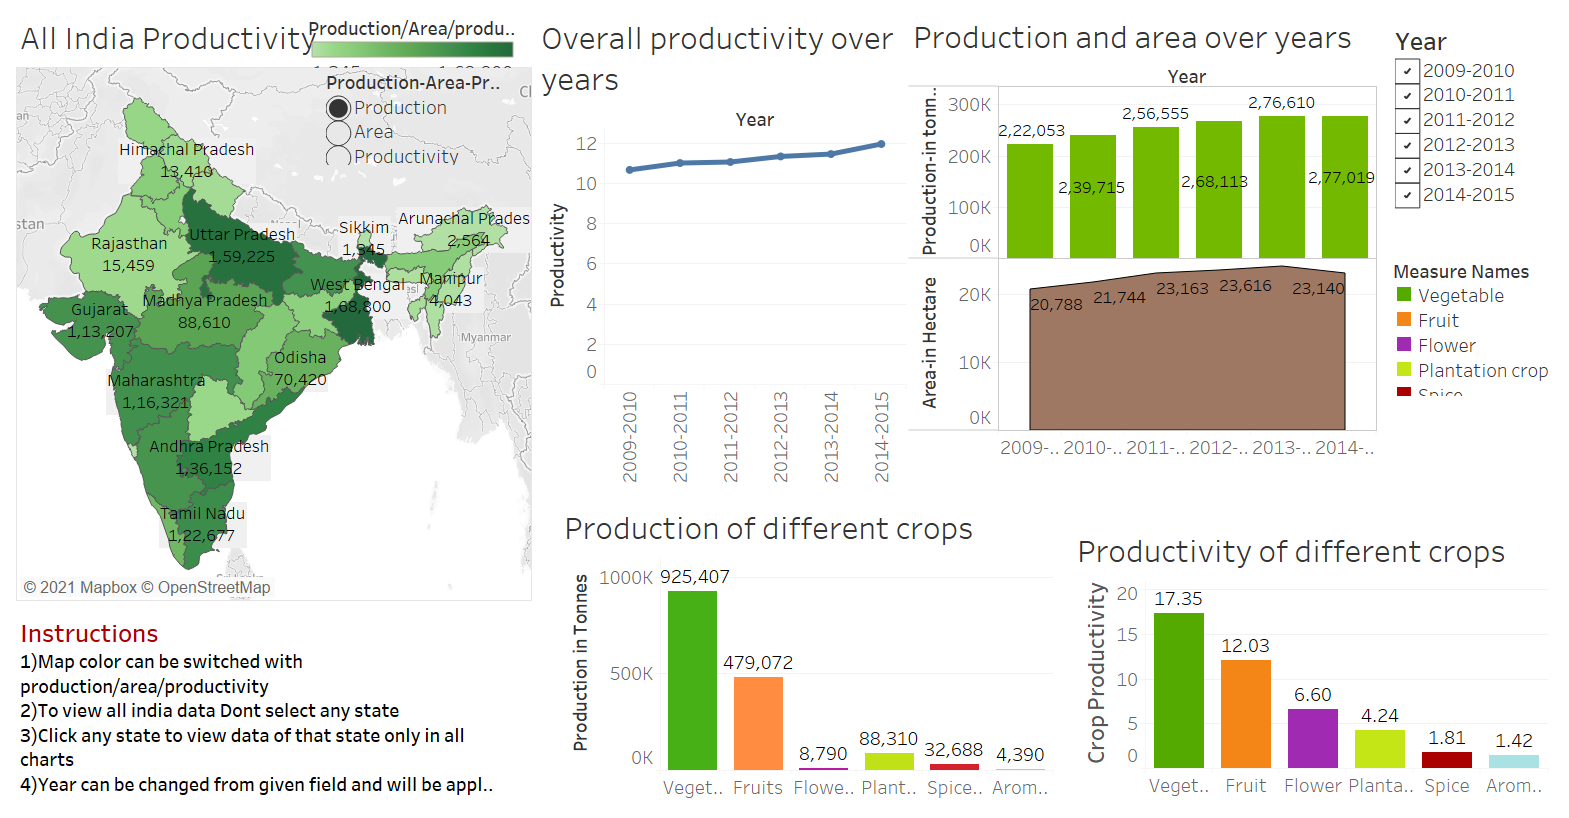 All India Productivity
Production/Area/produ..
Production-Area-Pr..
Production
Area
Productivity
Himachal Pradesh
13,410
Rajasthan
15,459
Uttar Pradesh
1,59,225
Sikkim
1,345
Arunachal Prades
2,564
Manipur
4,043
West Bengal
1,68,800
Gujarat
1,13,207
Madhya Pradesh
88,610
Odisha
70,420
Maharashtra
1,16,321
Andhra Pradesh
1,36,152
Tamil Nadu
1,22,677
Myanmar
© 2021 Mapbox © OpenStreetMap
Instructions
1)Map color can be switched with
production/area/productivity
2)To view all india data Dont select any state
3)Click any state to view data of that state only in all
charts
4)Year can be changed from given field and will be appl..
Overall productivity over
years
Year
Productivity
12
10
8
6
4
2
0
2009-2010
2010-2011
2011-2012
2012-2013
2013-2014
2014-2015
Production and area over years
Year
Production-in tonn..
300K
200K
100K
0K
2,22,053
2,39,715
2,56,555
2,68,113
2,76,610
2,77,019
Area-in Hectare
20K
10K
0K
20,788
21,744
23,163
23,616
23,140
2009-..
2010-..
2011-..
2012-..
2013-..
2014-..
Year
2009-2010
2010-2011
2011-2012
2012-2013
2013-2014
2014-2015
Measure Names
Vegetable
Fruit
Flower
Plantation crop
Spice
Production of different crops
Production in Tonnes
1000K
500K
0K
925,407
479,072
8,790
88,310
32,688
4,390
Veget..
Fruits
Flowe..
Plant..
Spice..
Arom..
Productivity of different crops
Crop Productivity
20
15
10
5
0
17.35
12.03
6.60
4.24
1.81
1.42
Veget..
Fruit
Flower
Planta..
Spice
Arom..